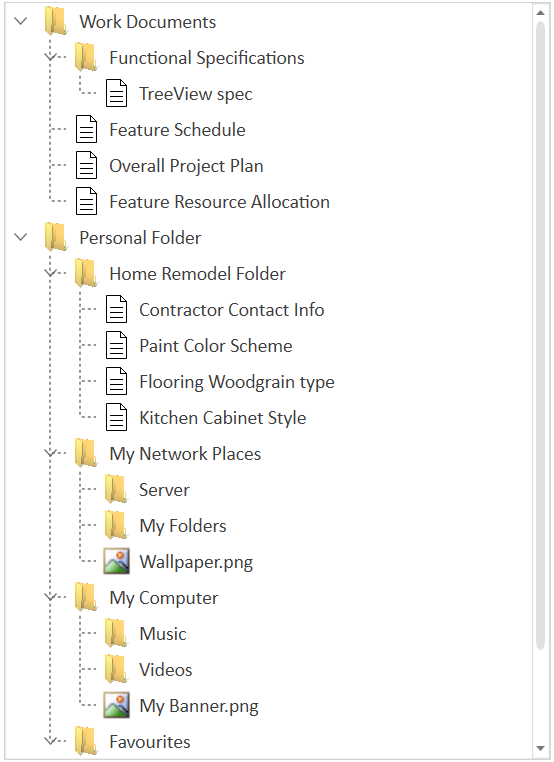 Work Documents
Functional Specifications
TreeView spec
Feature Schedule
Overall Project Plan
Feature Resource Allocation
Personal Folder
Home Remodel Folder
Contractor Contact Info
Paint Color Scheme
Flooring Woodgrain type
Kitchen Cabinet Style
My Network Places
Server
My Folders
Wallpaper.png
My Computer
Music
Videos
My Banner.png
Favourites